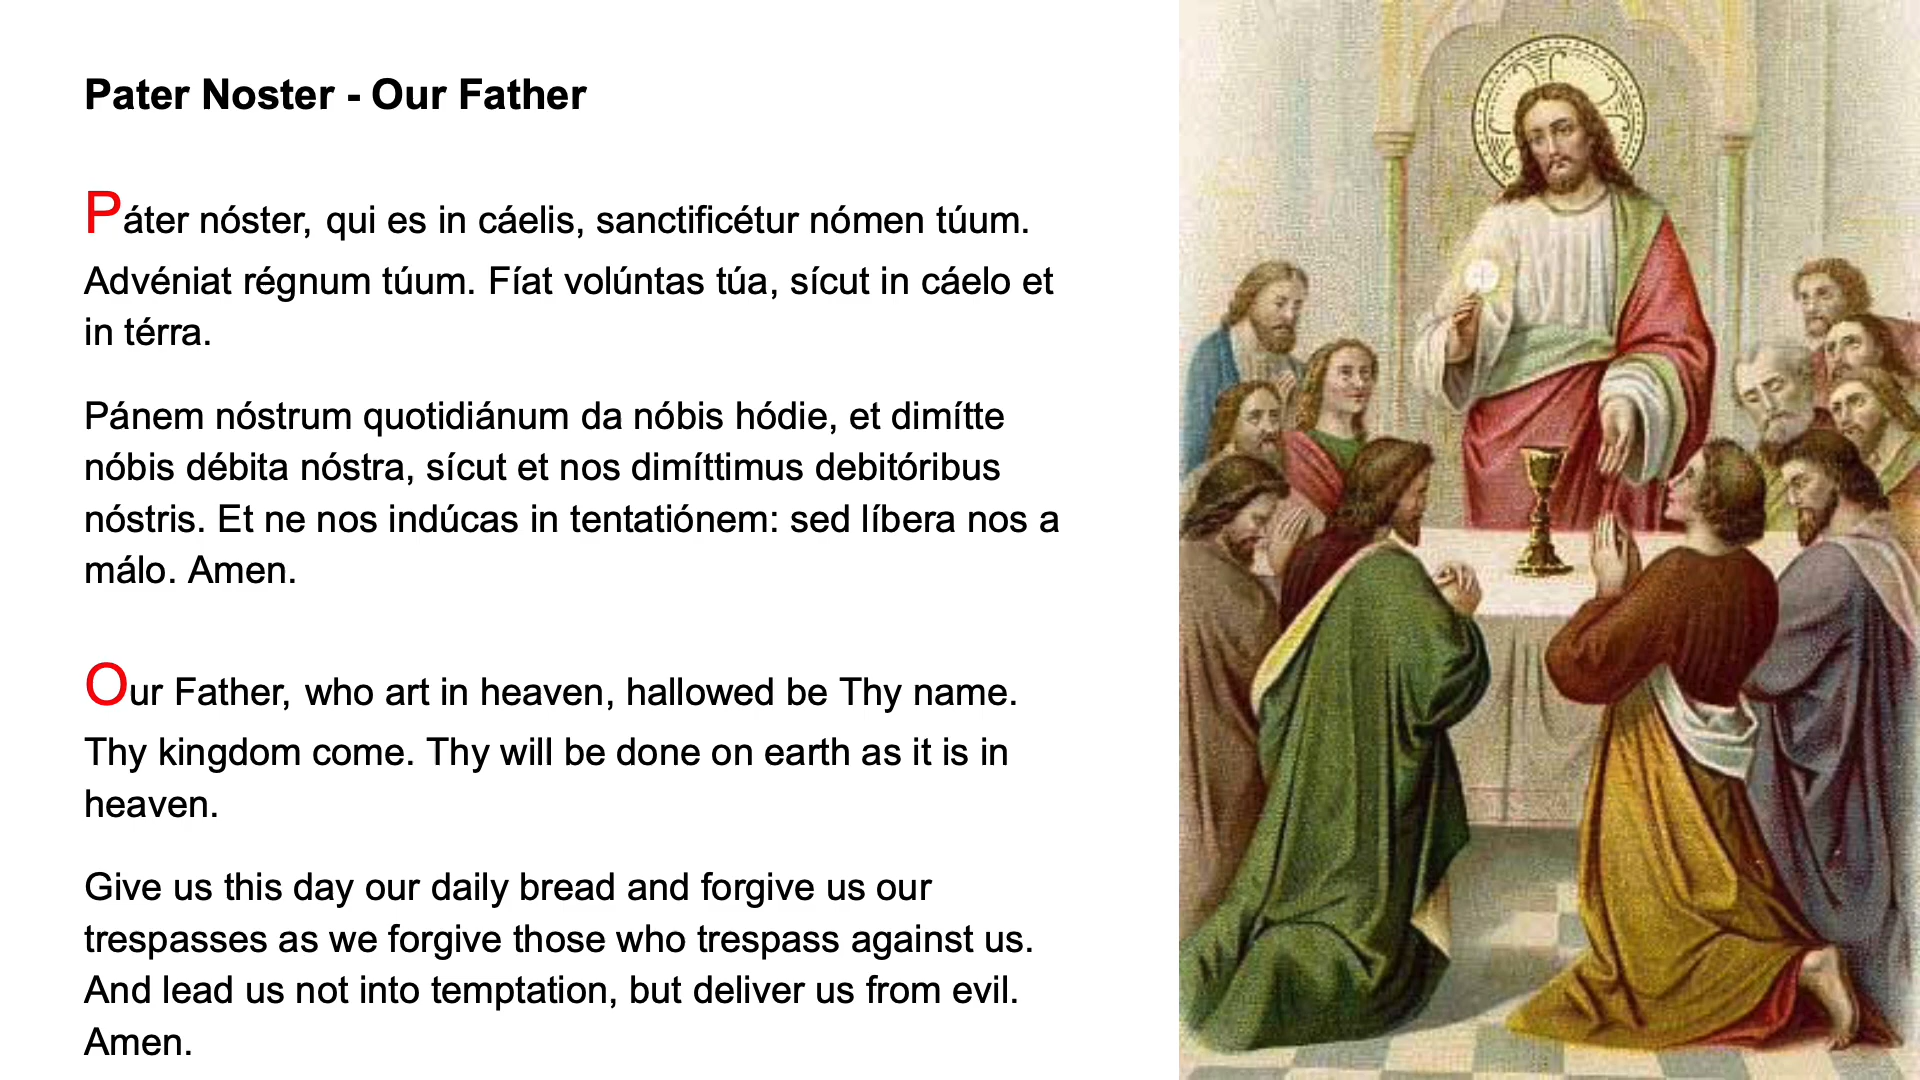 Pater Noster - Our Father
Páter nóster, qui es in cáelis, sanctificétur nómen túum.
Advéniat régnum túum. Fíat volúntas túa, sícut in cáelo et
in térra.
Pánem nóstrum quotidiánum da nóbis hódie, et dimítte
nóbis débita nóstra, sícut et nos dimíttimus debitóribus
nóstris. Et ne nos indúcas in tentatiónem: sed líbera nos a
málo. Amen.
Our Father, who art in heaven, hallowed be Thy name.
Thy kingdom come. Thy will be done on earth as it is in
heaven.
Give us this day our daily bread and forgive us our
trespasses as we forgive those who trespass against us.
And lead us not into temptation, but deliver us from evil.
Amen.